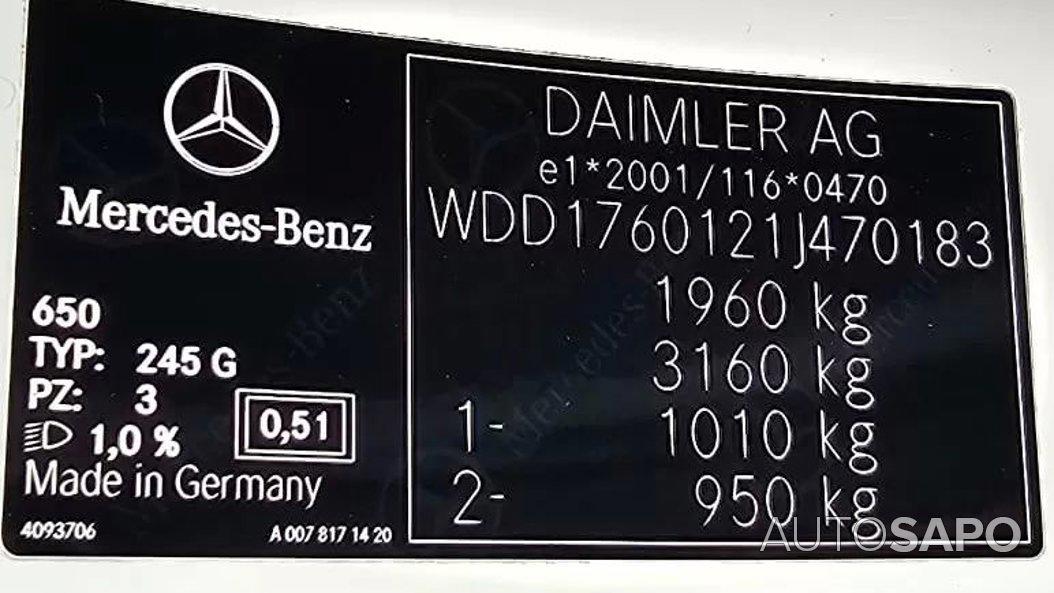 Mercedes-Benz
650
TYP: 245 G
PZ: 3
1,0 %
0,51
Made in Germany
4093706
A 007 817 14 20
DAIMLER AG
e1*2001/116*0470
WDD1760121J470183
1960 kg
3160 kg
1- 1010 kg
2- 950 kg
AUTOSAPO